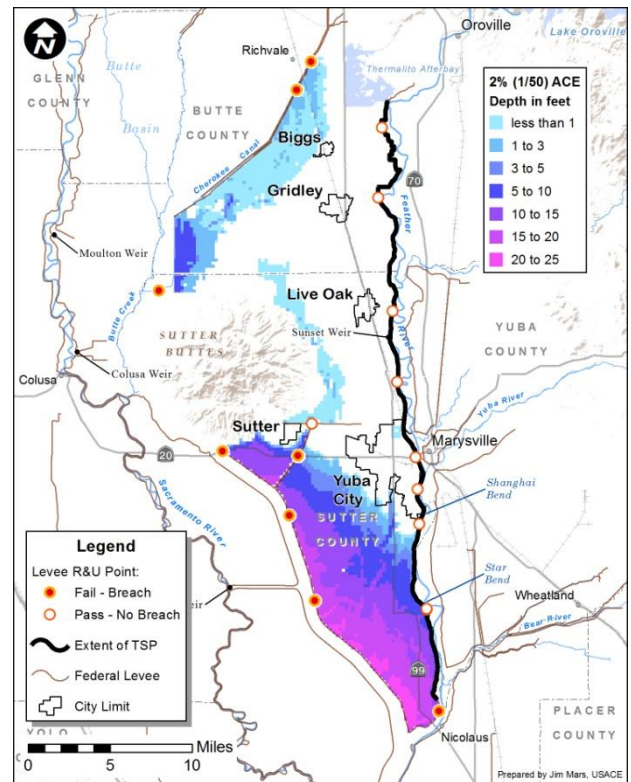 N
Oroville
Lake Oroville
Butte
Richvale
Thermalito Afterbay
GLENN
COUNTY
BUTTE
COUNTY
Basin
Biggs
Cherokee Canal
Gridley
70
Feather
River
2% (1/50) ACE
Depth in feet
less than 1
1 to 3
3 to 5
5 to 10
10 to 15
15 to 20
20 to 25
Moulton Weir
Butte Creek
Live Oak
Sunset Weir
SUTTER
BUTTES
YUBA
COUNTY
Colusa Weir
Colusa
Yuba River
Sutter
Marysville
20
Yuba
City
Shanghai
Bend
Sacramento River
SUTTER
COUNTY
Star
Bend
Wheatland
Bear River
99
PLACER
COUNTY
Nicolaus
YOLO
Legend
Levee R&U Point:
Fail - Breach
Pass - No Breach
Extent of TSP
Federal Levee
City Limit
Miles
0
5
10
Prepared by Jim Mars, USACE